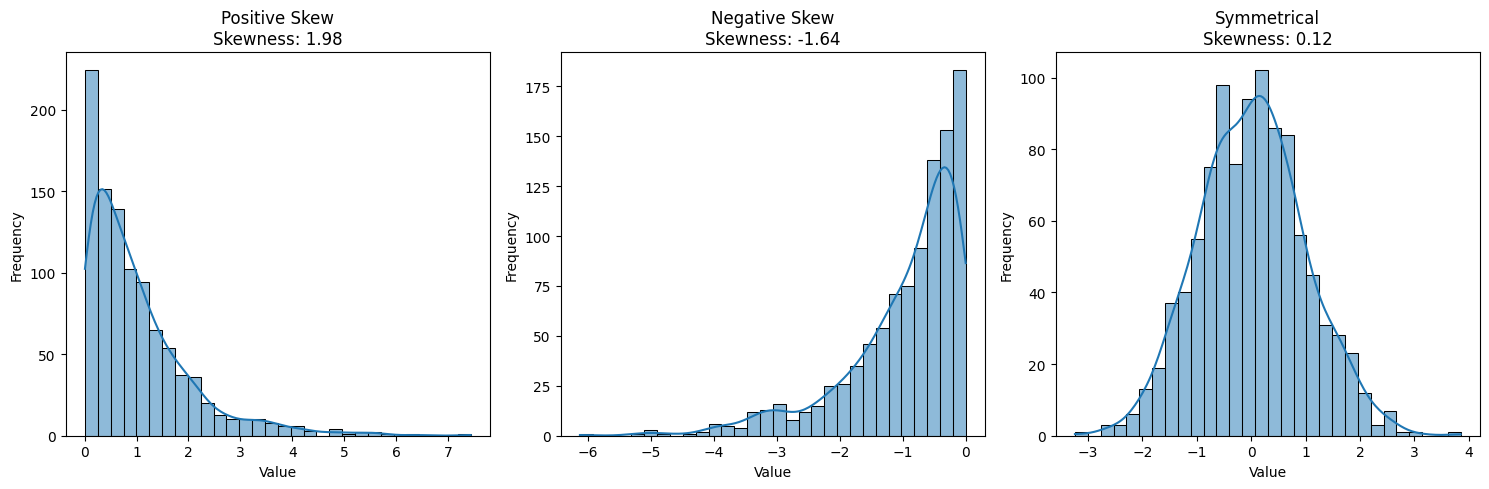 Positive Skew
Skewness: 1.98
200
150
100
50
0
Frequency
0 1 2 3 4 5 6 7
Value
Negative Skew
Skewness: -1.64
175
150
125
100
75
50
25
0
Frequency
−6 −5 −4 −3 −2 −1 0
Value
Symmetrical
Skewness: 0.12
100
80
60
40
20
0
Frequency
−3 −2 −1 0 1 2 3 4
Value